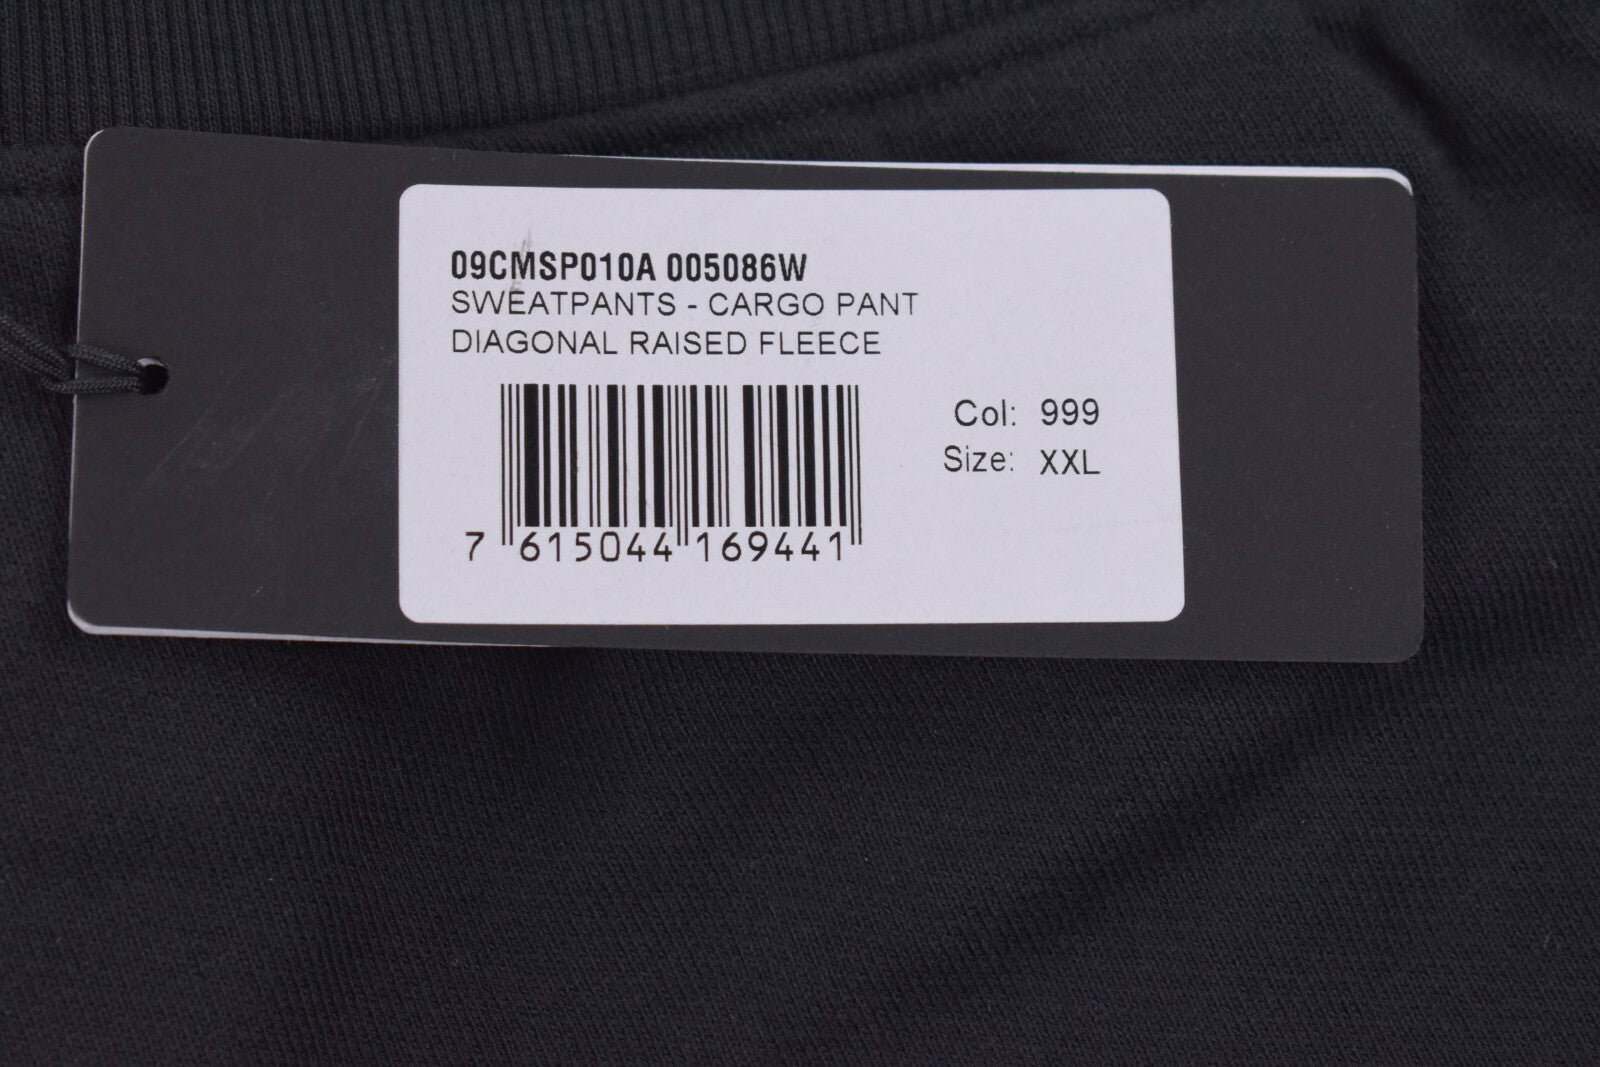 09CMSP010A 005086W
SWEATPANTS - CARGO PANT
DIAGONAL RAISED FLEECE
Col: 999
Size: XXL
7 615044 169441